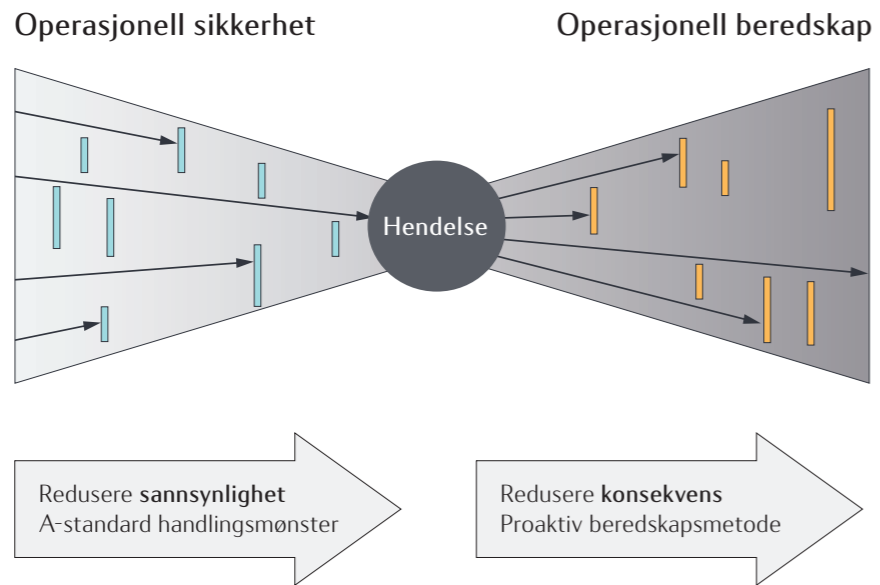 Operasjonell sikkerhet
Operasjonell beredskap
Hendelse
Redusere sannsynlighet
A-standard handlingsmønster
Redusere konsekvens
Proaktiv beredskapsmetode